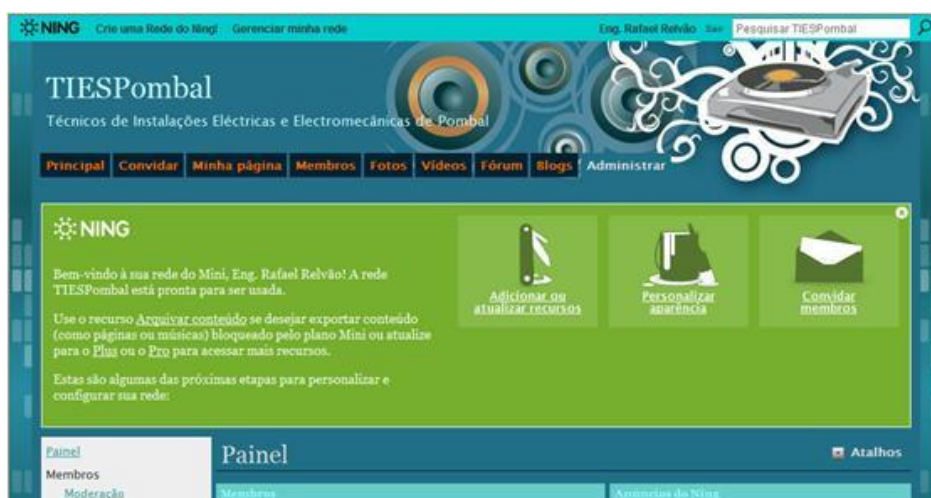 NING Crie uma Rede do Ning! Gerenciar minha rede Eng. Rafael Relvão Sair Pesquisar TIESPombal
TIESPombal
Técnicos de Instalações Eléctricas e Electromecânicas de Pombal
Principal Convidar Minha página Membros Fotos Vídeos Fórum Blogs Administrar
NING
Bem-vindo à sua rede do Mini, Eng. Rafael Relvão! A rede
TIESPombal está pronta para ser usada.
Use o recurso Arquivar conteúdo se desejar exportar conteúdo
(como páginas ou músicas) bloqueado pelo plano Mini ou atualize
para o Plus ou o Pro para acessar mais recursos.
Estas são algumas das próximas etapas para personalizar e
configurar sua rede:
Adicionar ou
atualizar recursos
Personalizar
aparência
Convidar
membros
Painel
Membros
Moderação
Painel
Atalhos
Membros
Anúncios do Ning